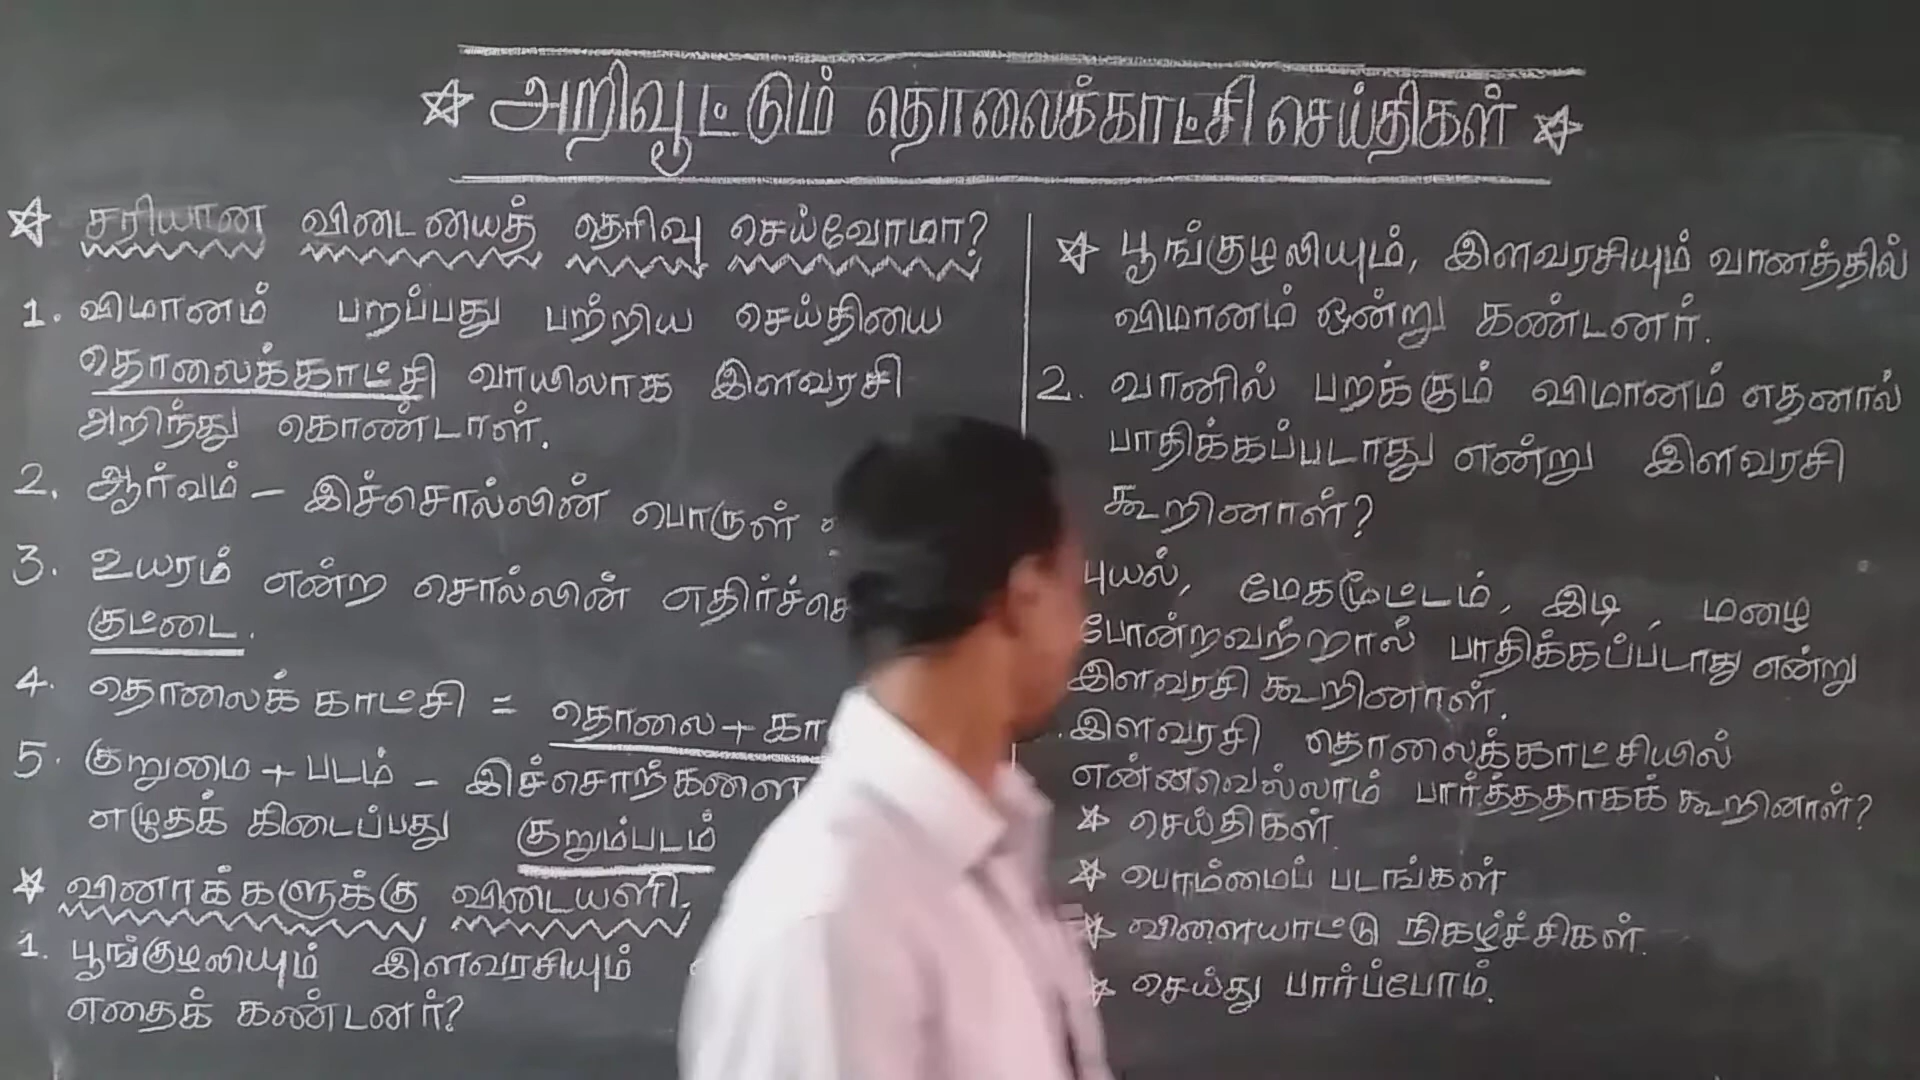 அறிவூட்டும் தொலைக்காட்சி செய்திகள்
சரியான விடையைத் தெரிவு செய்வோமா?
1. விமானம் பறப்பது பற்றிய செய்தியை
தொலைக்காட்சி வாயிலாக இளவரசி
அறிந்து கொண்டாள்.
2. ஆர்வம் – இச்சொல்லின் பொருள்
3. உயரம் என்ற சொல்லின்
குட்டை.
4. தொலைக் காட்சி = தொலை +
5. குறுமை + படம் – இச்சொற்களை
எழுதக் கிடைப்பது குறும்படம்
வினாக்களுக்கு விடையளி.
1. பூங்குழலியும் இளவரசியும்
எதைக் கண்டனர்?
பூங்குழலியும், இளவரசியும் வானத்தில்
விமானம் ஒன்று கண்டனர்.
2. வானில் பறக்கும் விமானம் எதனால்
பாதிக்கப்படாது என்று இளவரசி
கூறினாள்?
புயல், மேகமூட்டம், இடி, மழை
போன்றவற்றால் பாதிக்கப்படாது என்று
இளவரசி கூறினாள்.
இளவரசி தொலைக்காட்சியில்
என்னவெல்லாம் பார்த்ததாகக் கூறினாள்?
செய்திகள்.
பொம்மைப் படங்கள்
விளையாட்டு நிகழ்ச்சிகள்.
செய்து பார்ப்போம்.